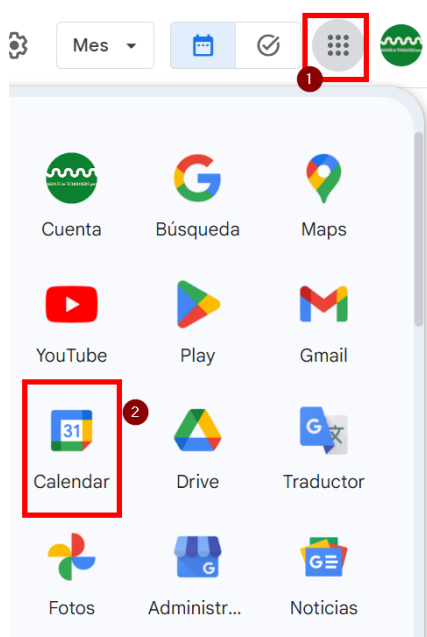 Mes
1
Cuenta
Búsqueda
Maps
YouTube
Play
Gmail
31
2
G
Calendar
Drive
Traductor
G
G
Fotos
Administr...
Noticias